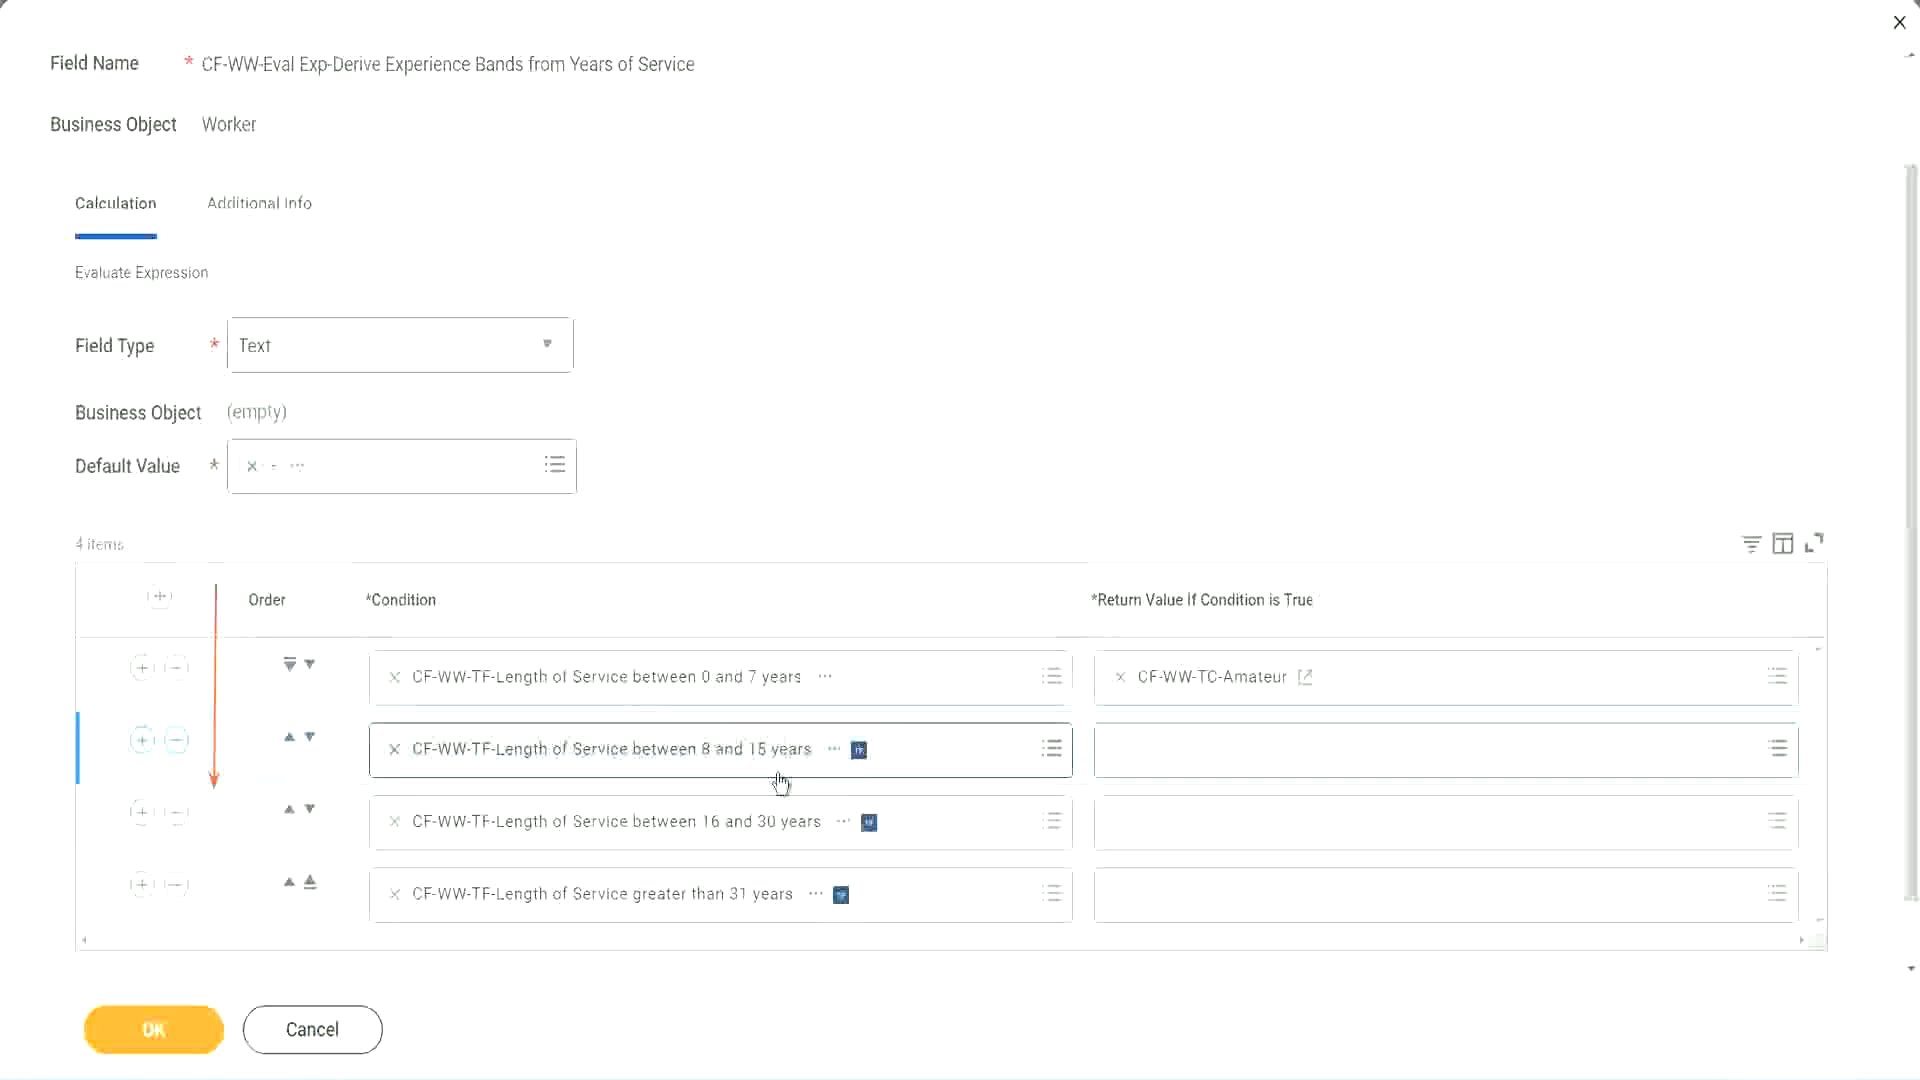 Field Name * CF-WW-Eval Exp-Derive Experience Bands from Years of Service
Business Object Worker
Calculation Additional Info
Evaluate Expression
Field Type * Text
Business Object (empty)
Default Value * × - ...
4 items
Order *Condition *Return Value If Condition is True
× CF-WW-TF-Length of Service between 0 and 7 years ... × CF-WW-TC-Amateur
× CF-WW-TF-Length of Service between 8 and 15 years ...
× CF-WW-TF-Length of Service between 16 and 30 years ...
× CF-WW-TF-Length of Service greater than 31 years ...
OK Cancel